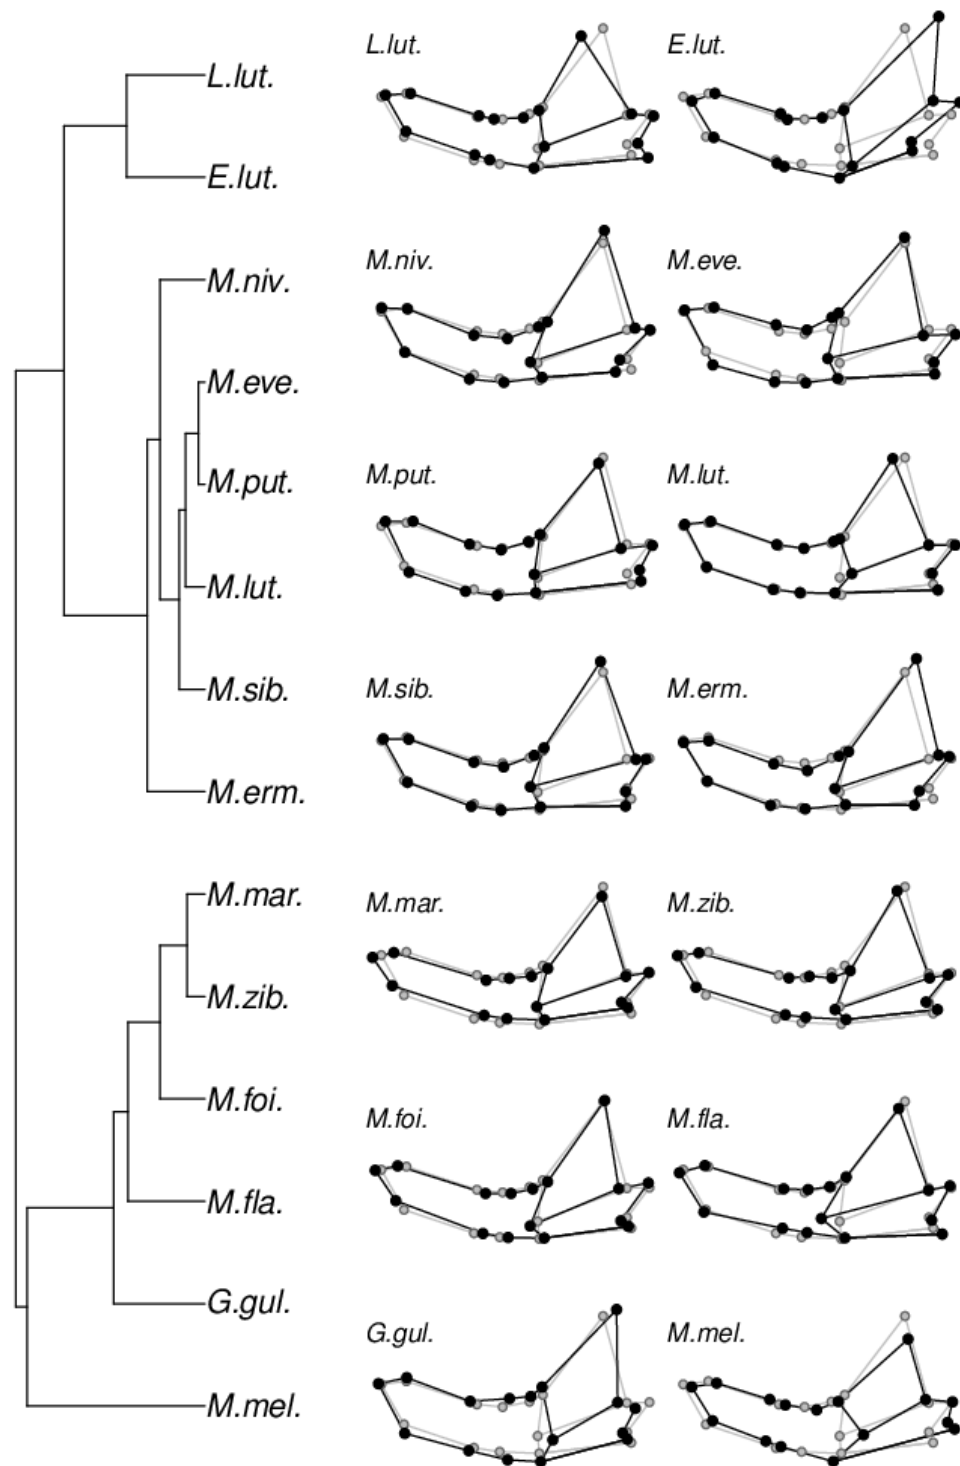 L.lut.
E.lut.
M.niv.
M.eve.
M.put.
M.lut.
M.sib.
M.erm.
M.mar.
M.zib.
M.foi.
M.fla.
G.gul.
M.mel.
L.lut. E.lut.
M.niv. M.eve.
M.put. M.lut.
M.sib. M.erm.
M.mar. M.zib.
M.foi. M.fla.
G.gul. M.mel.